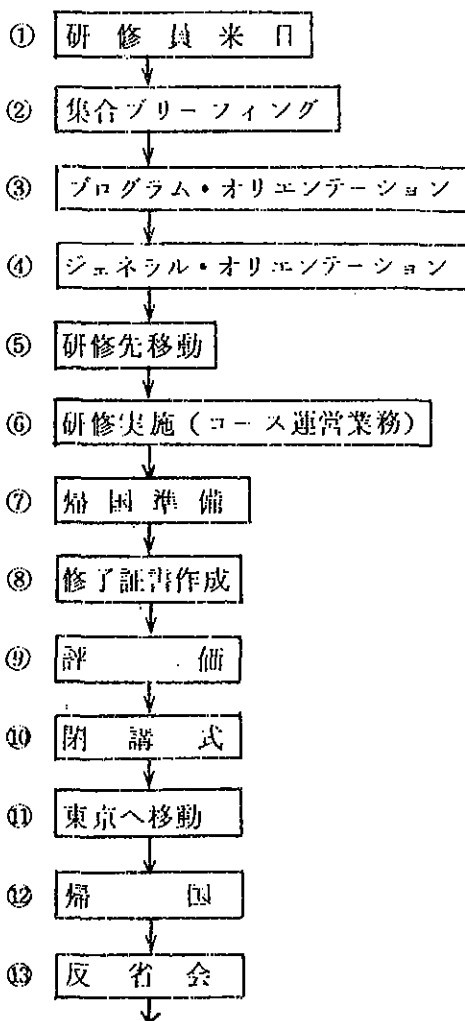 ① 研修員来日
② 集合ブリーフィング
③ プログラム・オリエンテーション
④ ジェネラル・オリエンテーション
⑤ 研修先移動
⑥ 研修実施（コース運営業務）
⑦ 帰国準備
⑧ 修了証書作成
⑨ 評価
⑩ 閉講式
⑪ 東京へ移動
⑫ 帰国
⑬ 反省会